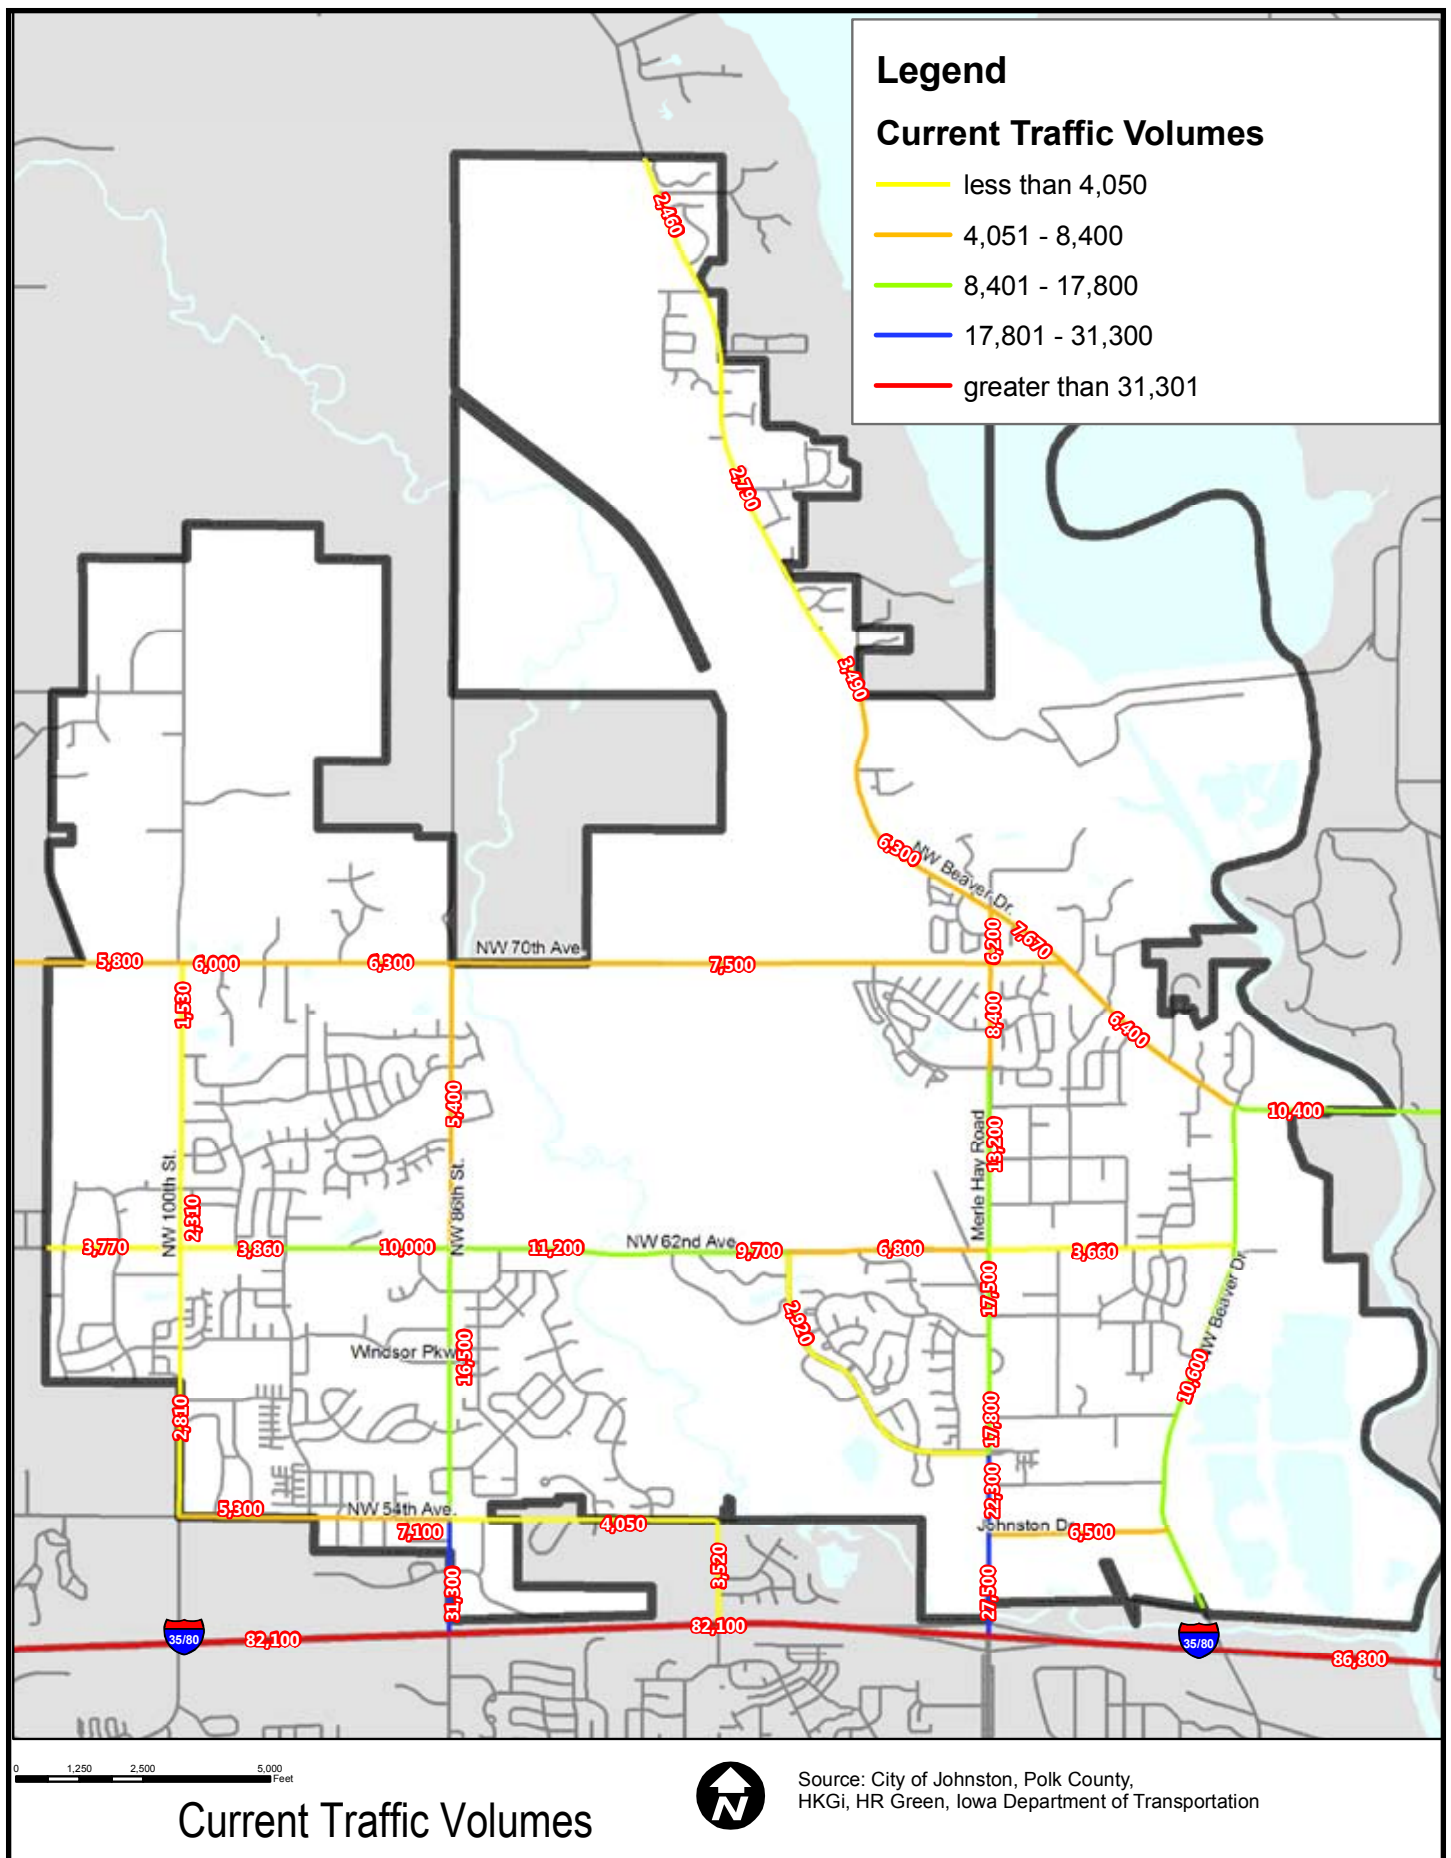 Legend
Current Traffic Volumes
less than 4,050
4,051 - 8,400
8,401 - 17,800
17,801 - 31,300
greater than 31,301
2,460
2,790
3,490
6,300
NW Beaver Dr.
6,200
7,670
NW 70th Ave.
5,800
6,000
6,300
7,500
1,530
8,400
6,400
5,400
10,400
Merle Hay Road
13,200
NW 100th St.
2,310
NW 86th St.
3,770
3,860
10,000
11,200
NW 62nd Ave.
9,700
6,800
3,660
17,500
NW Beaver Dr.
2,920
Windsor Pkwy
16,500
10,600
2,810
17,800
22,300
5,300
NW 54th Ave.
7,100
4,050
Johnston Dr.
6,500
3,520
31,300
27,500
35/80
82,100
82,100
35/80
86,800
0 1,250 2,500 5,000
Feet
N
Current Traffic Volumes
Source: City of Johnston, Polk County,
HKGi, HR Green, Iowa Department of Transportation